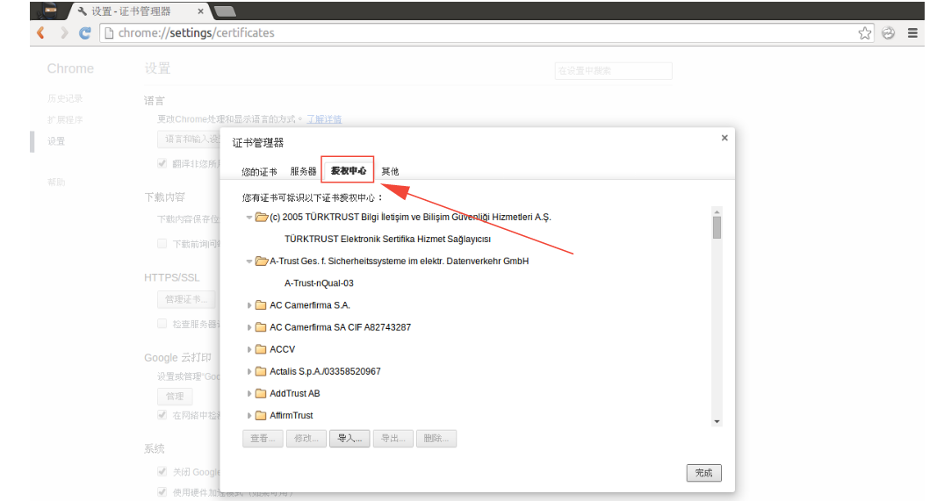 设置 - 证书管理器
chrome://settings/certificates
Chrome
设置
在设置中搜索
历史记录
扩展程序
设置
帮助
语言
更改Chrome处理和显示语言的方式。了解详情
语言和输入设
翻译非您所
下载内容
下载内容保存位
下载前询问
HTTPS/SSL
管理证书...
检查服务器
Google 云打印
设置或管理"Goo
管理
在网络中检
系统
关闭 Google
使用硬件加速模式（如果可用）
证书管理器
您的证书 服务器 授权中心 其他
您有证书可标识以下证书授权中心：
(c) 2005 TÜRKTRUST Bilgi İletişim ve Bilişim Güvenliği Hizmetleri A.Ş.
TÜRKTRUST Elektronik Sertifika Hizmet Sağlayıcısı
A-Trust Ges. f. Sicherheitssysteme im elektr. Datenverkehr GmbH
A-Trust-nQual-03
AC Camerfirma S.A.
AC Camerfirma SA CIF A82743287
ACCV
Actalis S.p.A./03358520967
AddTrust AB
AffirmTrust
查看... 修改... 导入... 导出... 删除...
完成